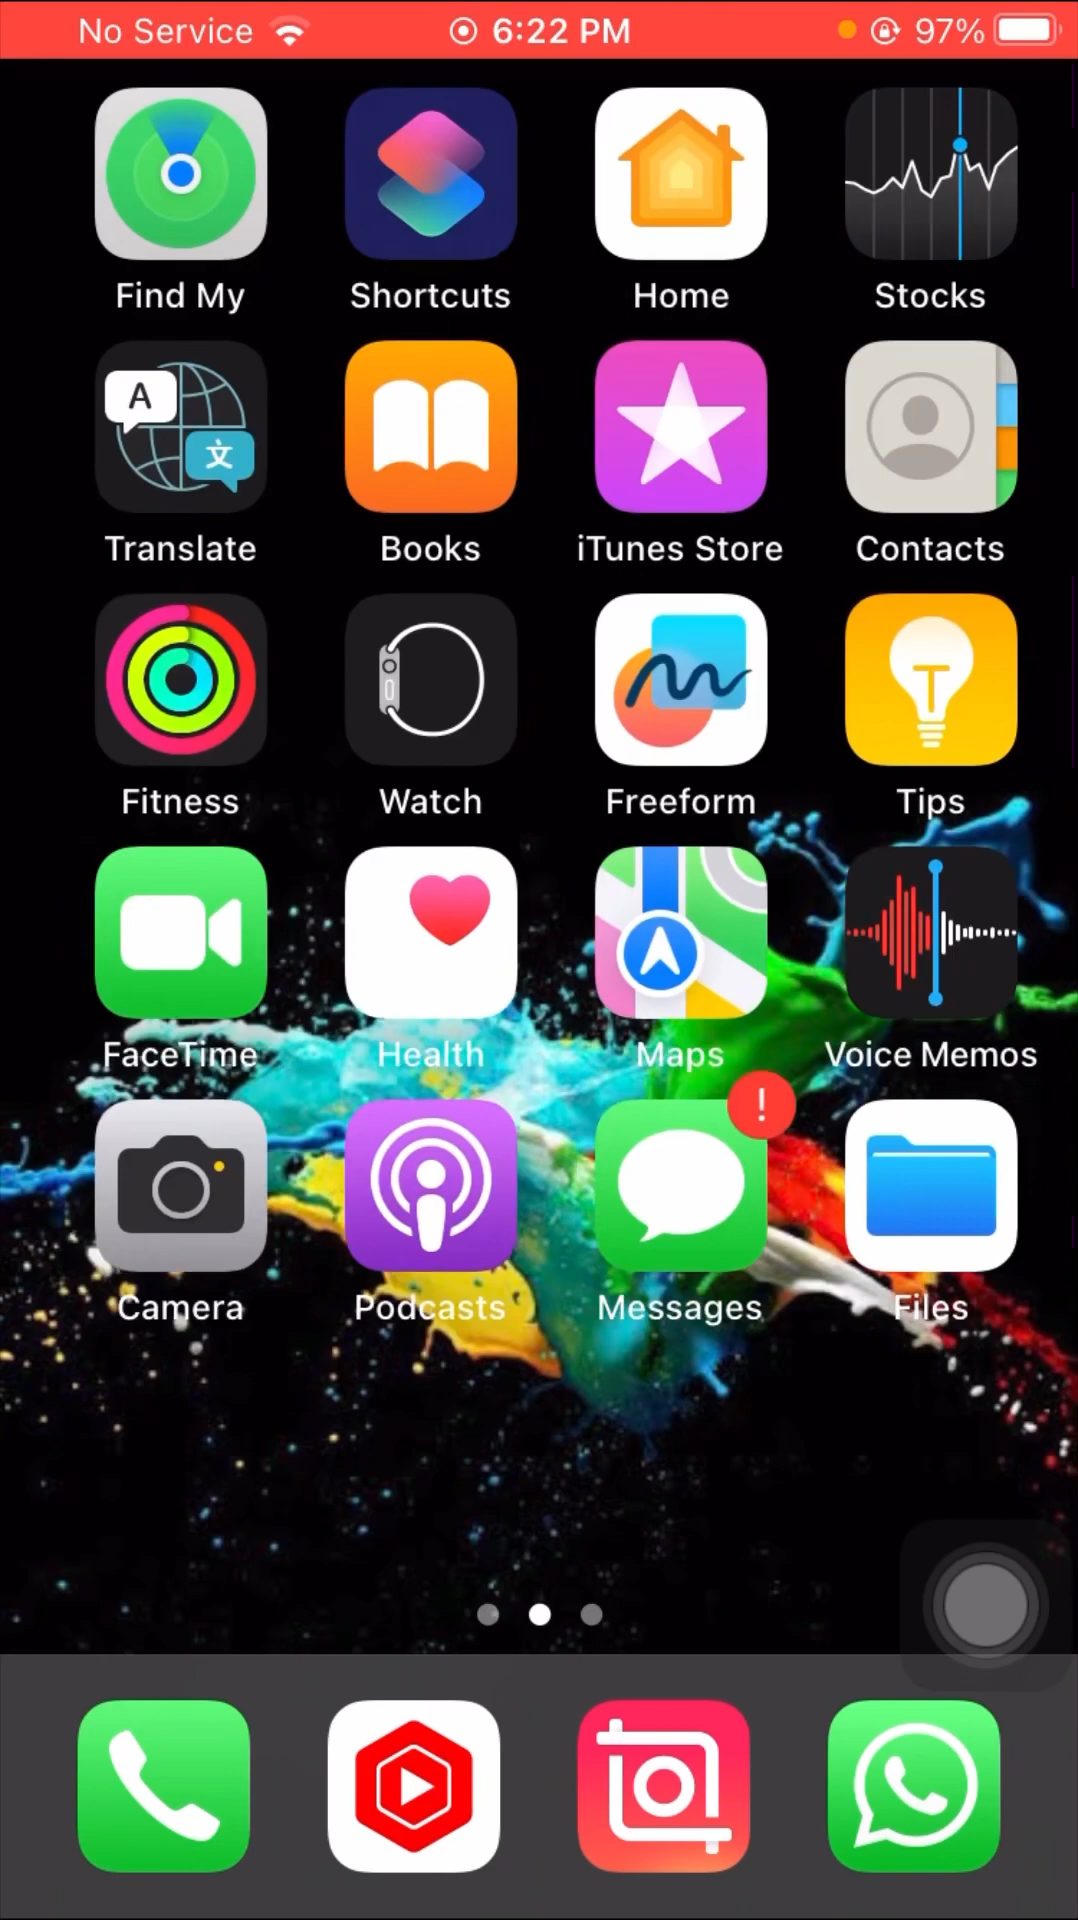 No Service 6:22 PM 97%
Find My Shortcuts Home Stocks
A 文
Translate Books iTunes Store Contacts
Fitness Watch Freeform Tips
FaceTime Health Maps Voice Memos
!
Camera Podcasts Messages Files